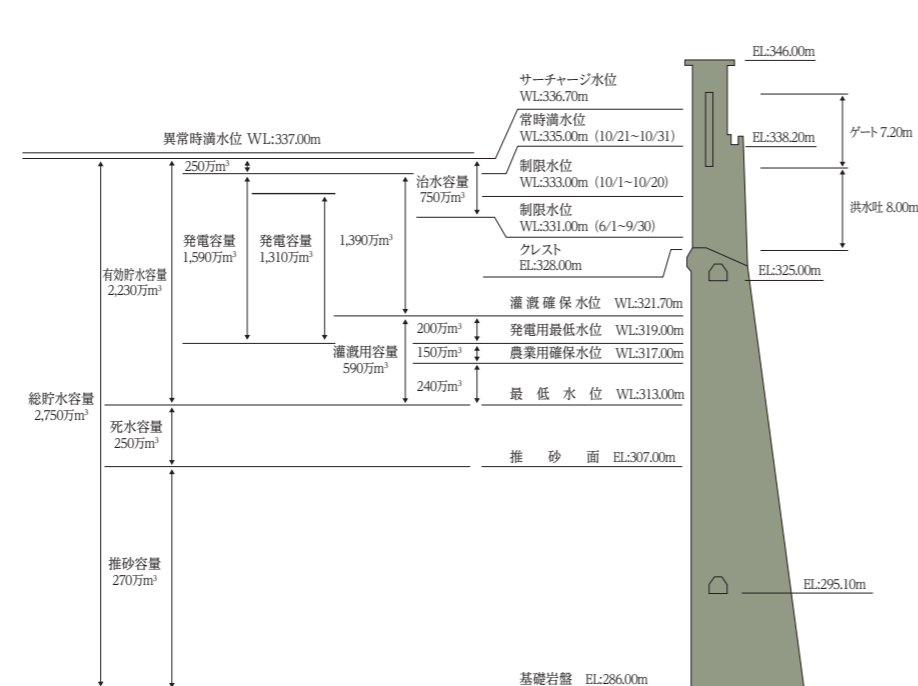 EL:346.00m
サーチャージ水位
WL:336.70m
常時満水位
WL:335.00m (10/21~10/31)
異常時満水位 WL:337.00m
ゲート 7.20m
EL:338.20m
250万m³
制限水位
WL:333.00m (10/1~10/20)
治水容量
750万m³
制限水位
WL:331.00m (6/1~9/30)
洪水吐 8.00m
発電容量
1,590万m³
発電容量
1,310万m³
1,390万m³
クレスト
EL:328.00m
EL:325.00m
有効貯水容量
2,230万m³
灌漑確保水位 WL:321.70m
200万m³
発電用最低水位 WL:319.00m
灌漑用容量
590万m³
150万m³
農業用確保水位 WL:317.00m
240万m³
最低水位 WL:313.00m
総貯水容量
2,750万m³
死水容量
250万m³
推砂面 EL:307.00m
推砂容量
270万m³
EL:295.10m
基礎岩盤 EL:286.00m